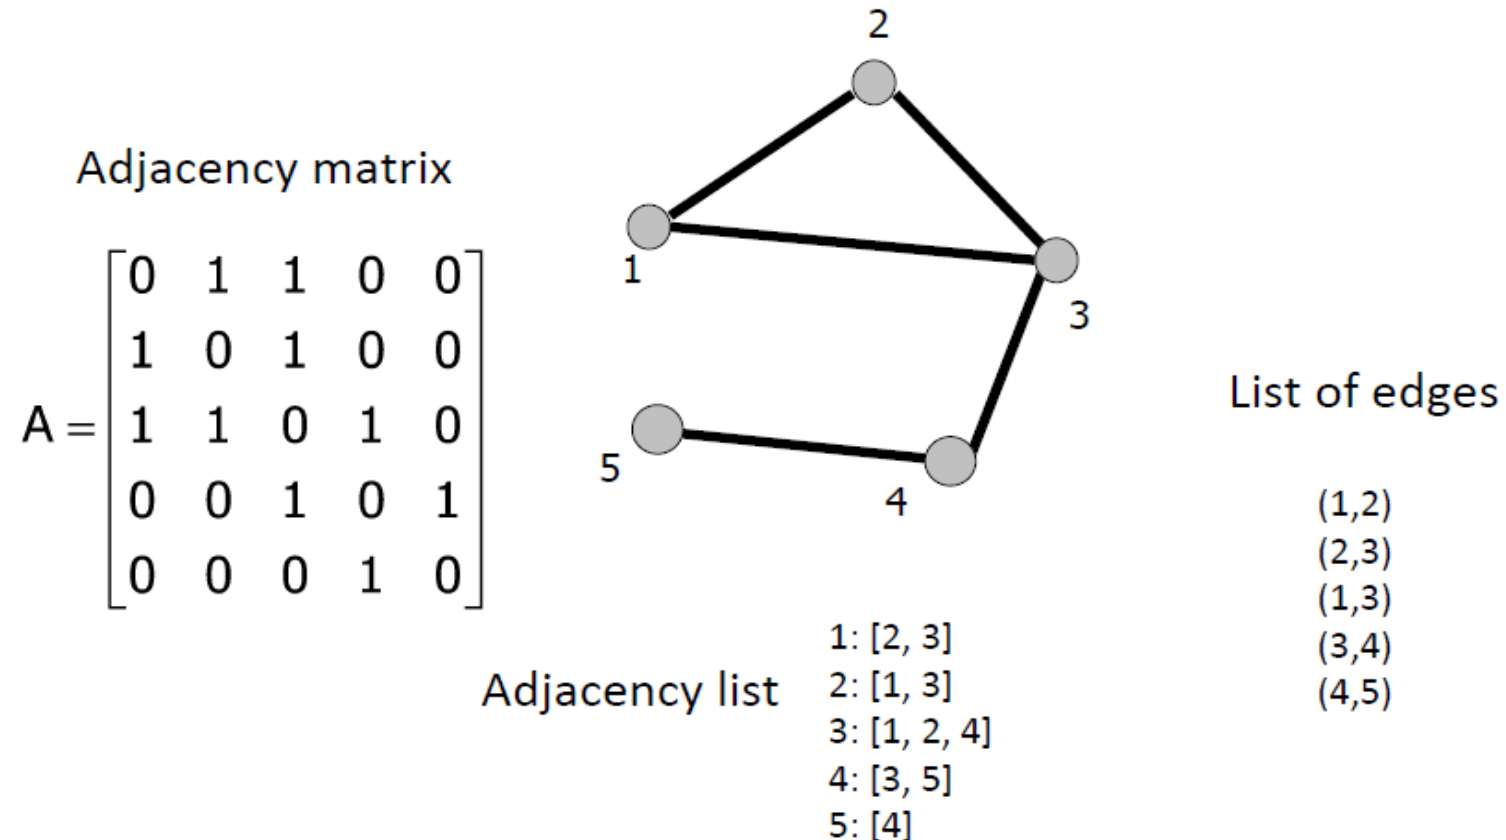 Adjacency matrix
A =
0 1 1 0 0
1 0 1 0 0
1 1 0 1 0
0 0 1 0 1
0 0 0 1 0
2
1
3
5
4
Adjacency list
1: [2, 3]
2: [1, 3]
3: [1, 2, 4]
4: [3, 5]
5: [4]
List of edges
(1,2)
(2,3)
(1,3)
(3,4)
(4,5)